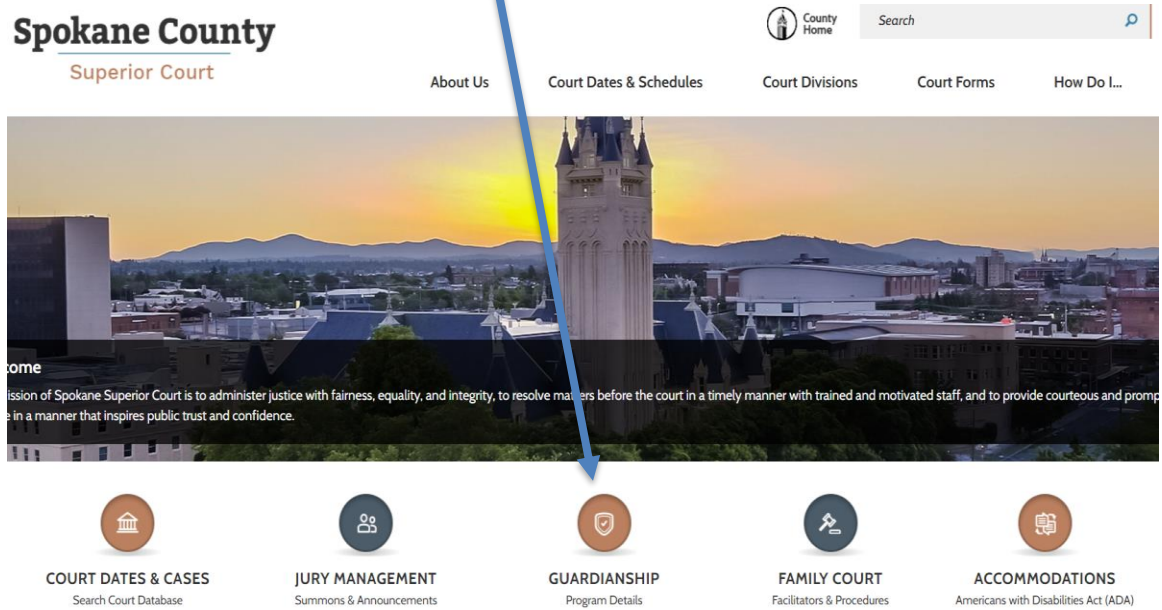 Spokane County
Superior Court
County
Home
Search
About Us
Court Dates & Schedules
Court Divisions
Court Forms
How Do I...
come
ission of Spokane Superior Court is to administer justice with fairness, equality, and integrity, to resolve matters before the court in a timely manner with trained and motivated staff, and to provide courteous and promp
e in a manner that inspires public trust and confidence.
COURT DATES & CASES
Search Court Database
JURY MANAGEMENT
Summons & Announcements
GUARDIANSHIP
Program Details
FAMILY COURT
Facilitators & Procedures
ACCOMMODATIONS
Americans with Disabilities Act (ADA)